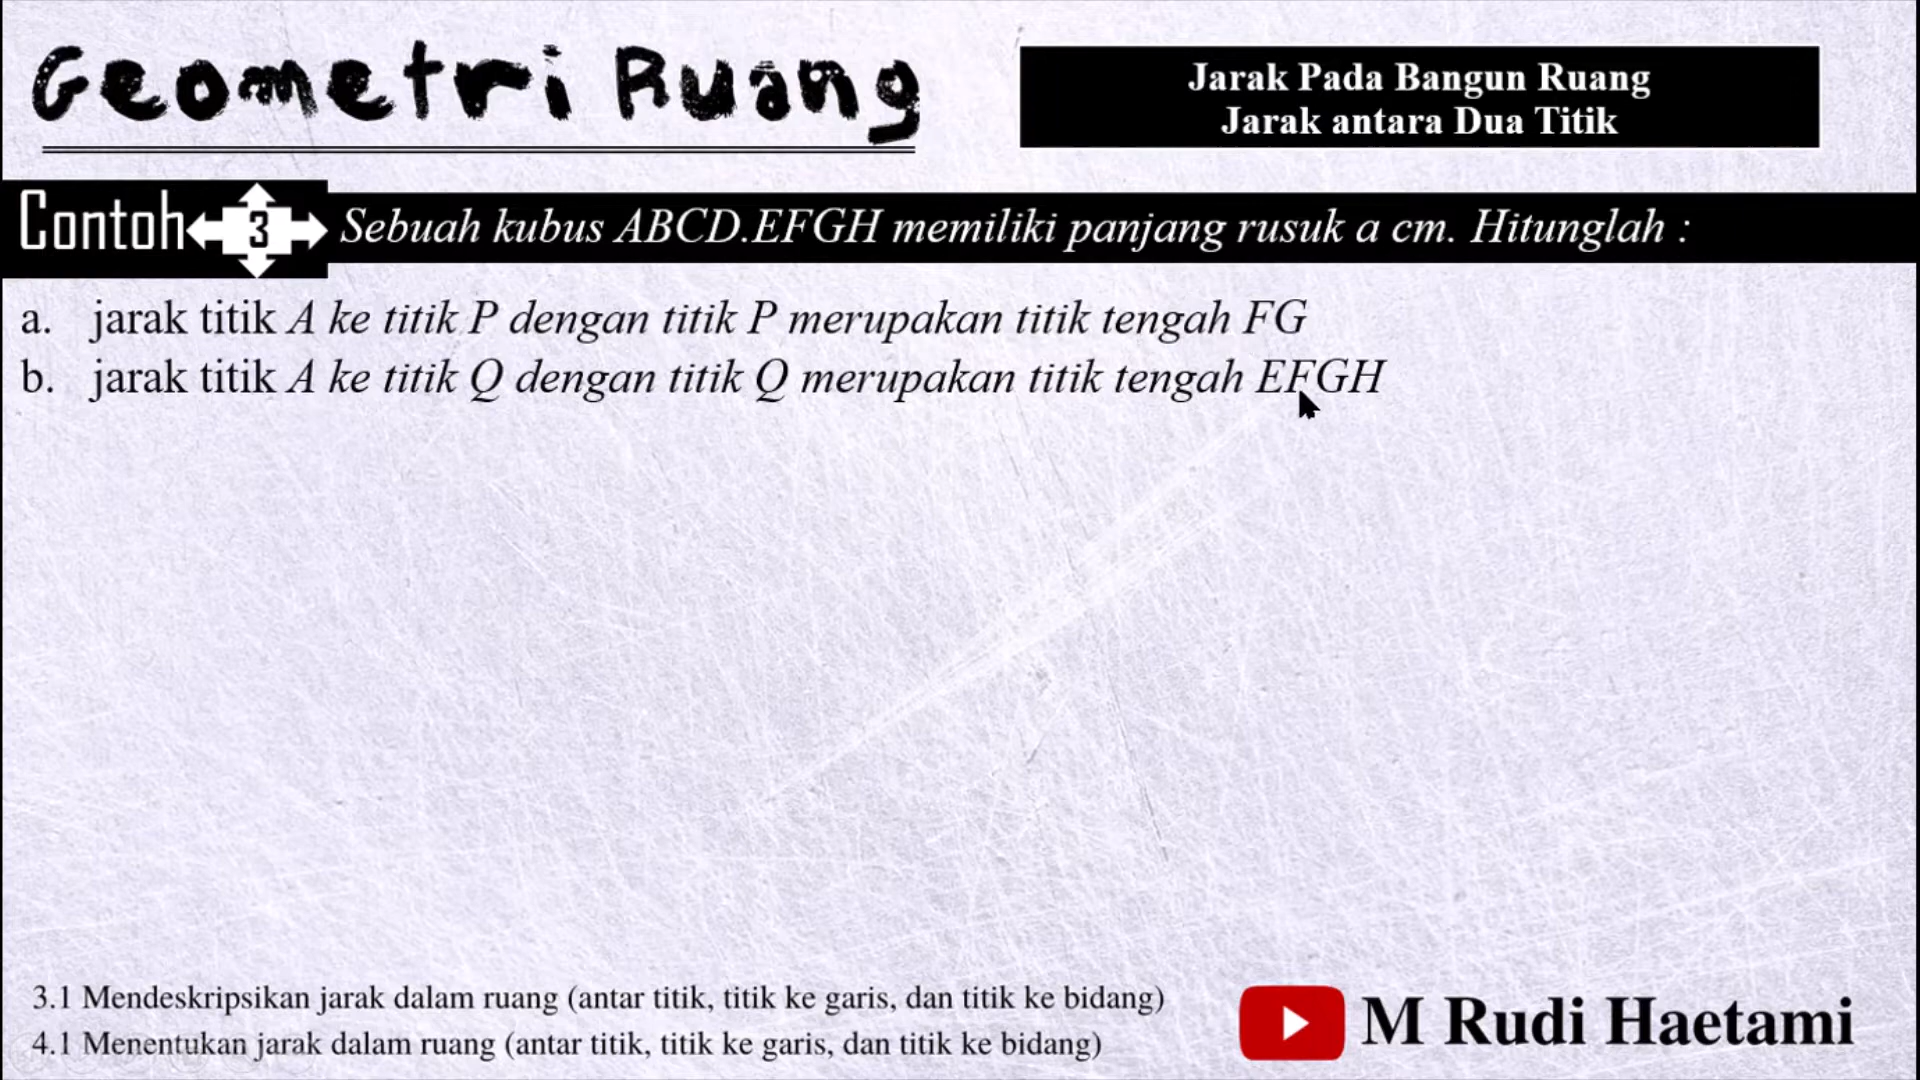 Geometri Ruang
Jarak Pada Bangun Ruang
Jarak antara Dua Titik
Contoh 3 Sebuah kubus ABCD.EFGH memiliki panjang rusuk a cm. Hitunglah :
a. jarak titik A ke titik P dengan titik P merupakan titik tengah FG
b. jarak titik A ke titik Q dengan titik Q merupakan titik tengah EFGH
3.1 Mendeskripsikan jarak dalam ruang (antar titik, titik ke garis, dan titik ke bidang)
4.1 Menentukan jarak dalam ruang (antar titik, titik ke garis, dan titik ke bidang)
M Rudi Haetami